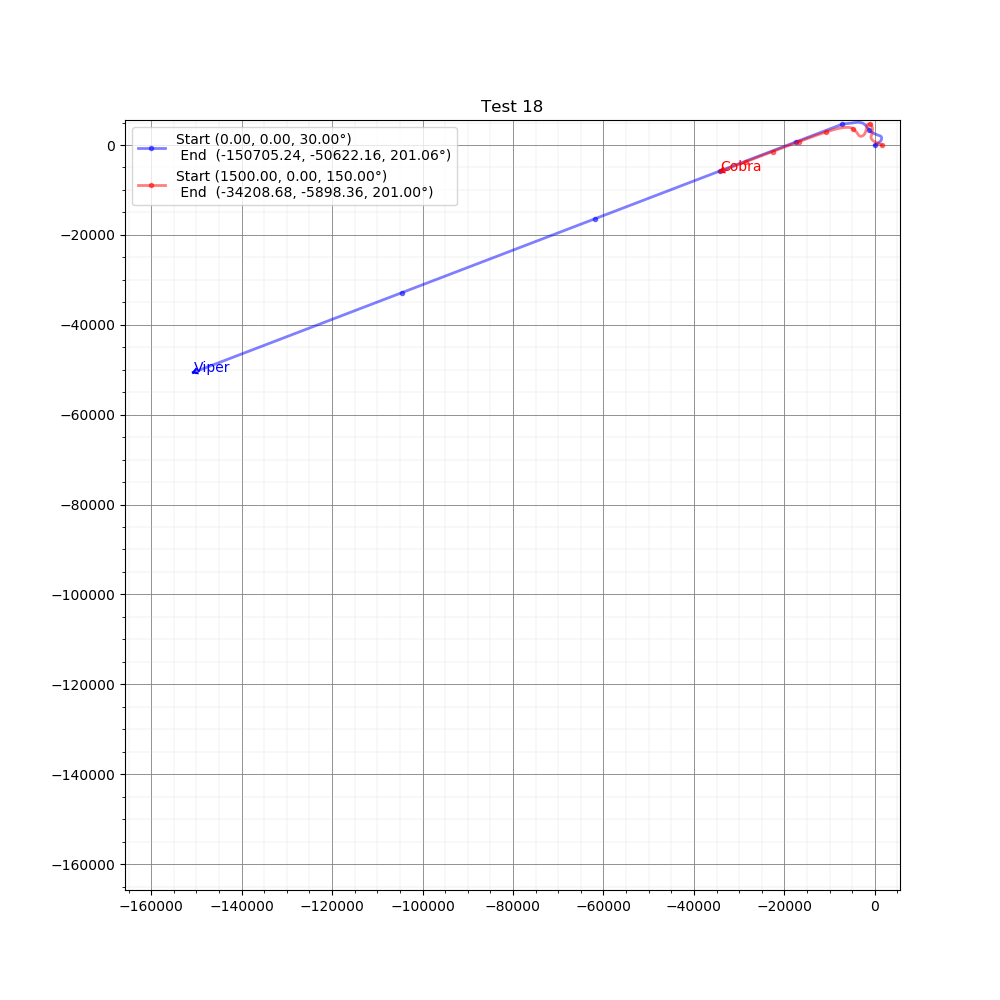 Test 18
Start (0.00, 0.00, 30.00°)
End (-150705.24, -50622.16, 201.06°)
Start (1500.00, 0.00, 150.00°)
End (-34208.68, -5898.36, 201.00°)
Cobra
Viper
0
−20000
−40000
−60000
−80000
−100000
−120000
−140000
−160000
−160000 −140000 −120000 −100000 −80000 −60000 −40000 −20000 0